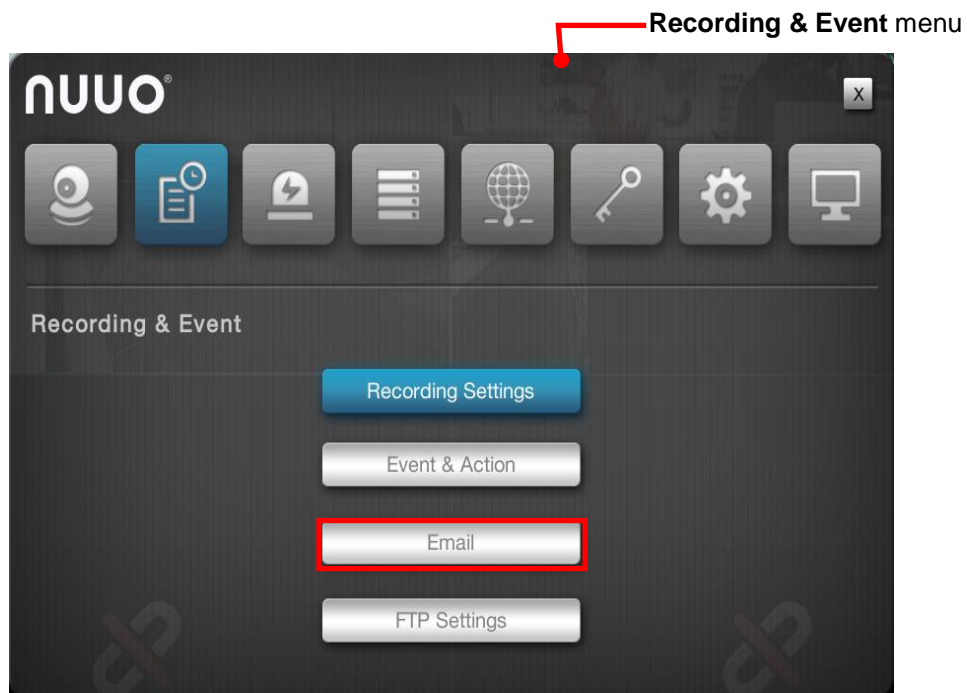 Recording & Event menu
nuuo®
X
Recording & Event
Recording Settings
Event & Action
Email
FTP Settings